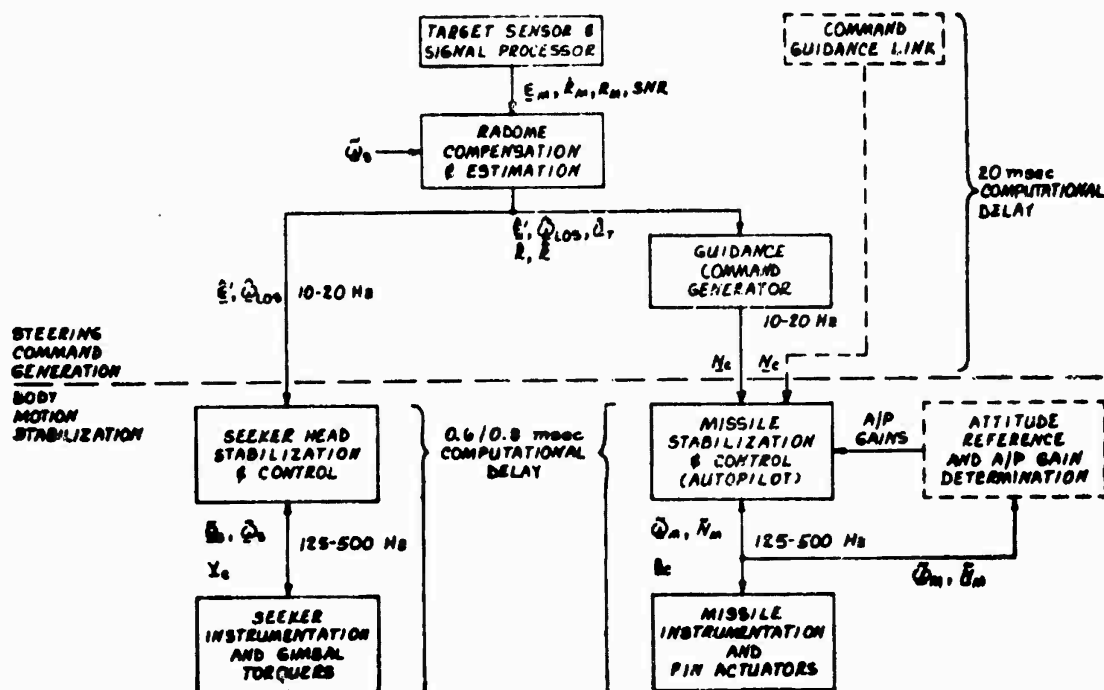 TARGET SENSOR &
SIGNAL PROCESSOR
COMMAND
GUIDANCE LINK
RADOME
COMPENSATION
& ESTIMATION
20 msec
COMPUTATIONAL
DELAY
GUIDANCE
COMMAND
GENERATOR
10-20 Hz
10-20 Hz
STEERING
COMMAND
GENERATION
BODY
MOTION
STABILIZATION
SEEKER HEAD
STABILIZATION
& CONTROL
0.6/0.8 msec
COMPUTATIONAL
DELAY
MISSILE
STABILIZATION
& CONTROL
(AUTOPILOT)
A/P
GAINS
ATTITUDE
REFERENCE
AND A/P GAIN
DETERMINATION
125-500 Hz
125-500 Hz
SEEKER
INSTRUMENTATION
AND GIMBAL
TORQUERS
MISSILE
INSTRUMENTATION
AND
FIN ACTUATORS